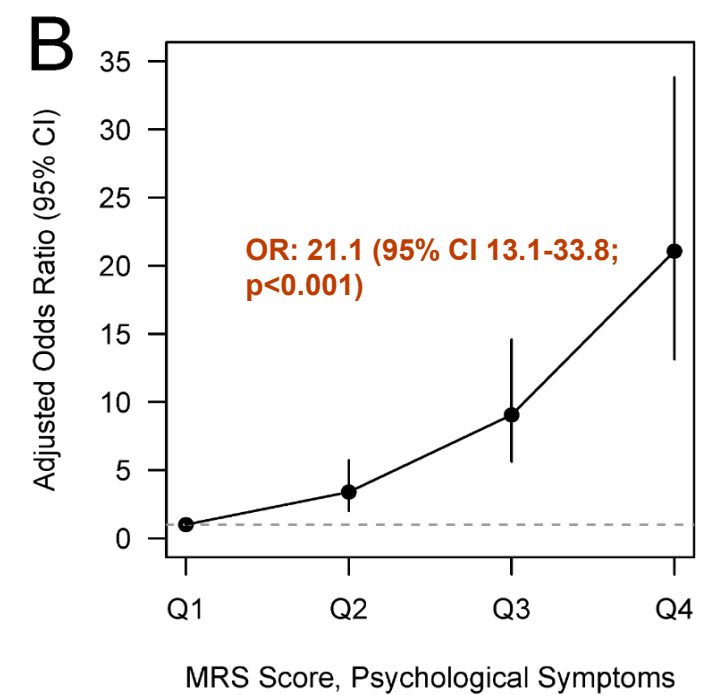 B
Adjusted Odds Ratio (95% CI)
35
30
25
20
15
10
5
0
OR: 21.1 (95% CI 13.1-33.8;
p<0.001)
Q1 Q2 Q3 Q4
MRS Score, Psychological Symptoms